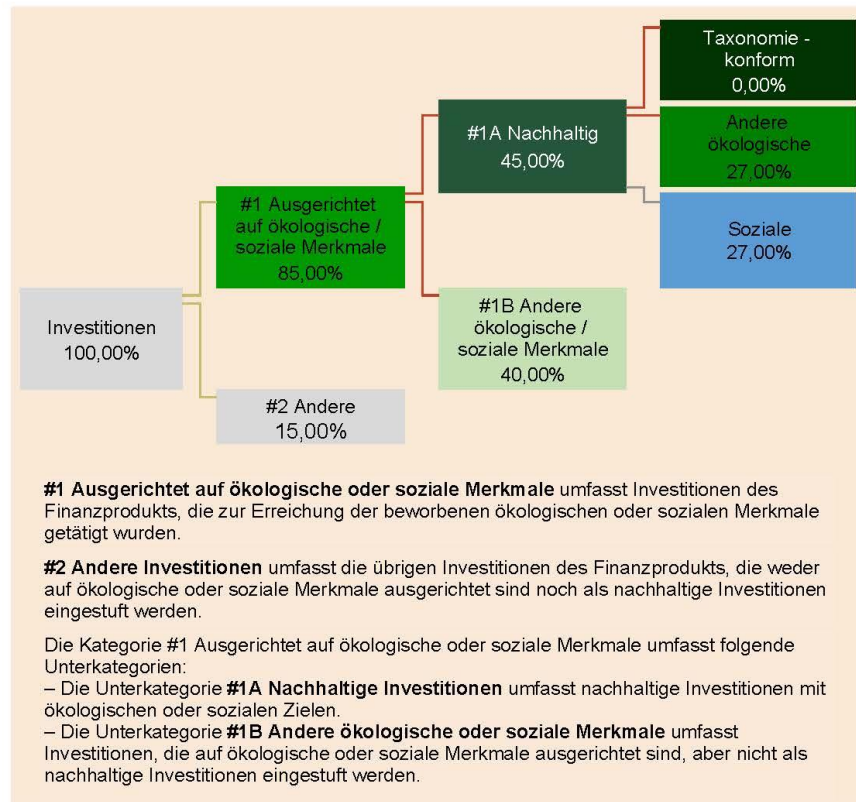 Taxonomie -
konform
0,00%
#1A Nachhaltig
45,00%
Andere
ökologische
27,00%
#1 Ausgerichtet
auf ökologische /
soziale Merkmale
85,00%
Soziale
27,00%
Investitionen
100,00%
#1B Andere
ökologische /
soziale Merkmale
40,00%
#2 Andere
15,00%
#1 Ausgerichtet auf ökologische oder soziale Merkmale umfasst Investitionen des
Finanzprodukts, die zur Erreichung der beworbenen ökologischen oder sozialen Merkmale
getätigt wurden.
#2 Andere Investitionen umfasst die übrigen Investitionen des Finanzprodukts, die weder
auf ökologische oder soziale Merkmale ausgerichtet sind noch als nachhaltige Investitionen
eingestuft werden.
Die Kategorie #1 Ausgerichtet auf ökologische oder soziale Merkmale umfasst folgende
Unterkategorien:
– Die Unterkategorie #1A Nachhaltige Investitionen umfasst nachhaltige Investitionen mit
ökologischen oder sozialen Zielen.
– Die Unterkategorie #1B Andere ökologische oder soziale Merkmale umfasst
Investitionen, die auf ökologische oder soziale Merkmale ausgerichtet sind, aber nicht als
nachhaltige Investitionen eingestuft werden.